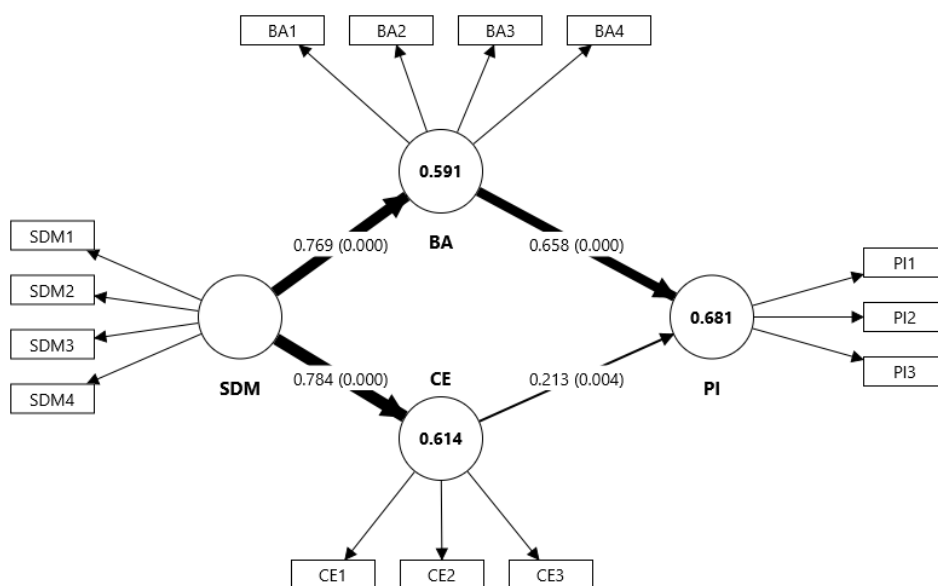 BA1
BA2
BA3
BA4
0.591
BA
SDM1
SDM2
SDM3
SDM4
0.769 (0.000)
0.658 (0.000)
SDM
0.784 (0.000)
CE
0.213 (0.004)
0.681
PI
PI1
PI2
PI3
0.614
CE1
CE2
CE3